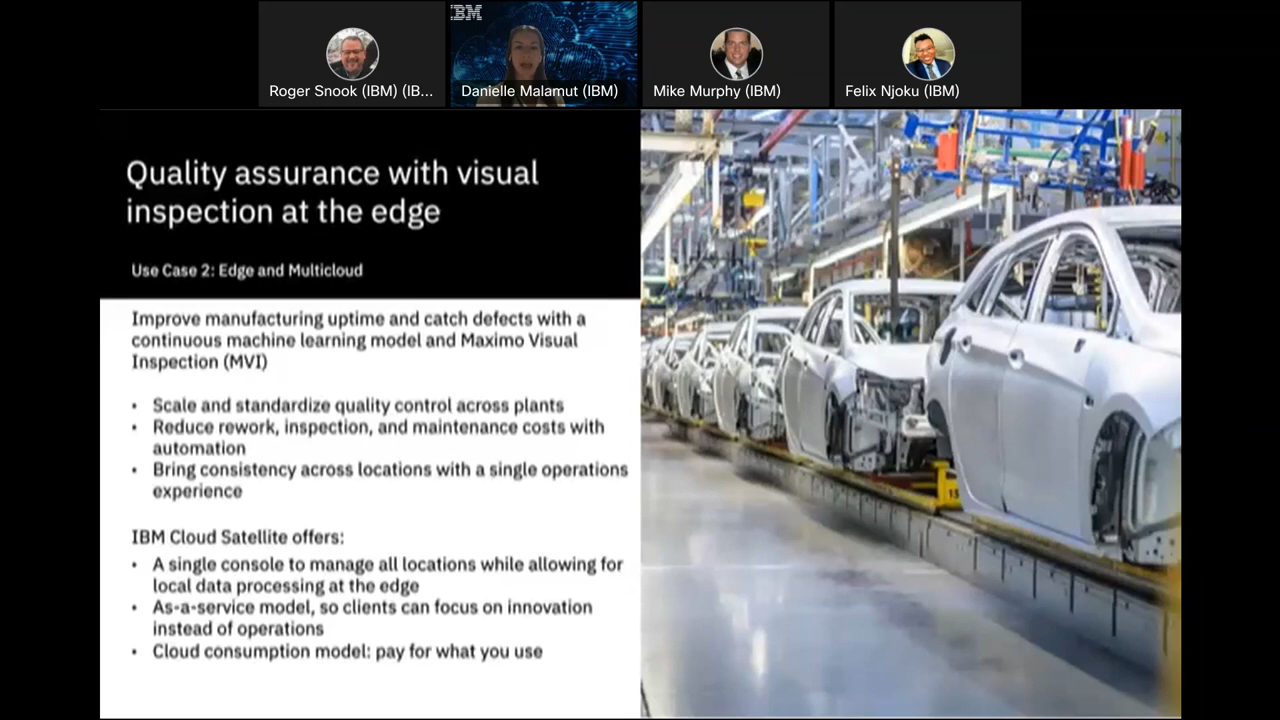 IBM
Roger Snook (IBM) (IB...
Danielle Malamut (IBM)
Mike Murphy (IBM)
Felix Njoku (IBM)
Quality assurance with visual
inspection at the edge
Use Case 2: Edge and Multicloud
Improve manufacturing uptime and catch defects with a
continuous machine learning model and Maximo Visual
Inspection (MVI)
• Scale and standardize quality control across plants
• Reduce rework, inspection, and maintenance costs with
automation
• Bring consistency across locations with a single operations
experience
IBM Cloud Satellite offers:
• A single console to manage all locations while allowing for
local data processing at the edge
• As-a-service model, so clients can focus on innovation
instead of operations
• Cloud consumption model: pay for what you use